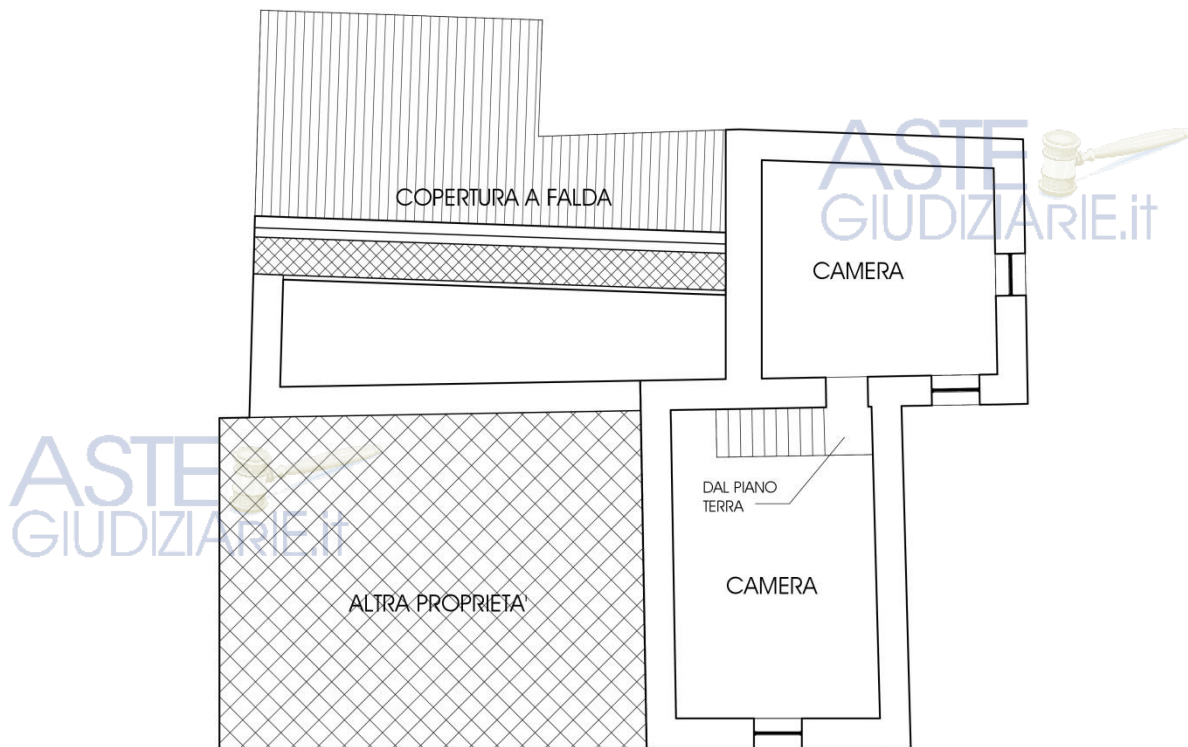 COPERTURA A FALDA
ASTE
GIUDIZIARIE.it
CAMERA
ASTE
GIUDIZIARIE.it
DAL PIANO
TERRA
CAMERA
ALTRA PROPRIETA'